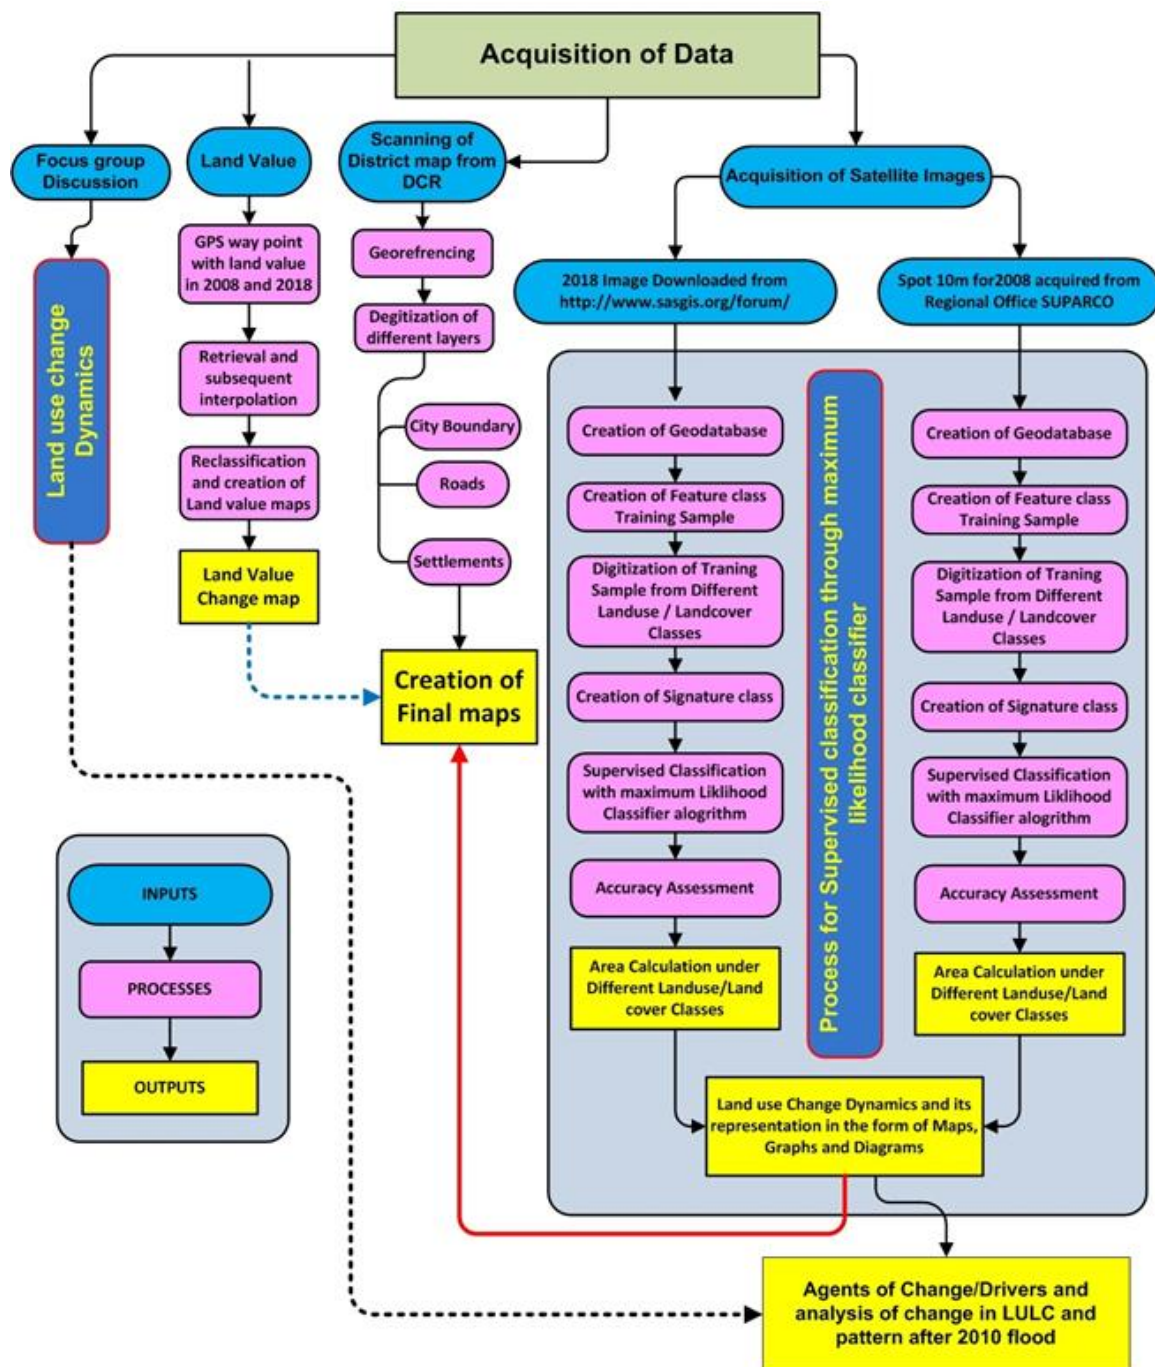 Acquisition of Data
Focus group
Discussion
Land Value
Scanning of
District map from
DCR
Acquisition of Satellite Images
GPS way point
with land value
in 2008 and 2018
Georefrencing
2018 Image Downloaded from
http://www.sasgis.org/forum/
Spot 10m for2008 acquired from
Regional Office SUPARCO
Land use change
Dynamics
Degitization of
different layers
Retrieval and
subsequent
interpolation
City Boundary
Reclassification
and creation of
Land value maps
Roads
Settlements
Land Value
Change map
Creation of
Final maps
Process for Supervised classification through maximum
likelihood classifier
Creation of Geodatabase
Creation of Feature class
Training Sample
Digitization of Traning
Sample from Different
Landuse / Landcover
Classes
Creation of Signature class
Supervised Classification
with maximum Liklihood
Classifier alogrithm
Accuracy Assessment
Area Calculation under
Different Landuse/Land
cover Classes
Creation of Geodatabase
Creation of Feature class
Training Sample
Digitization of Traning
Sample from Different
Landuse / Landcover
Classes
Creation of Signature class
Supervised Classification
with maximum Liklihood
Classifier alogrithm
Accuracy Assessment
Area Calculation under
Different Landuse/Land
cover Classes
Land use Change Dynamics and its
representation in the form of Maps,
Graphs and Diagrams
INPUTS
PROCESSES
OUTPUTS
Agents of Change/Drivers and
analysis of change in LULC and
pattern after 2010 flood